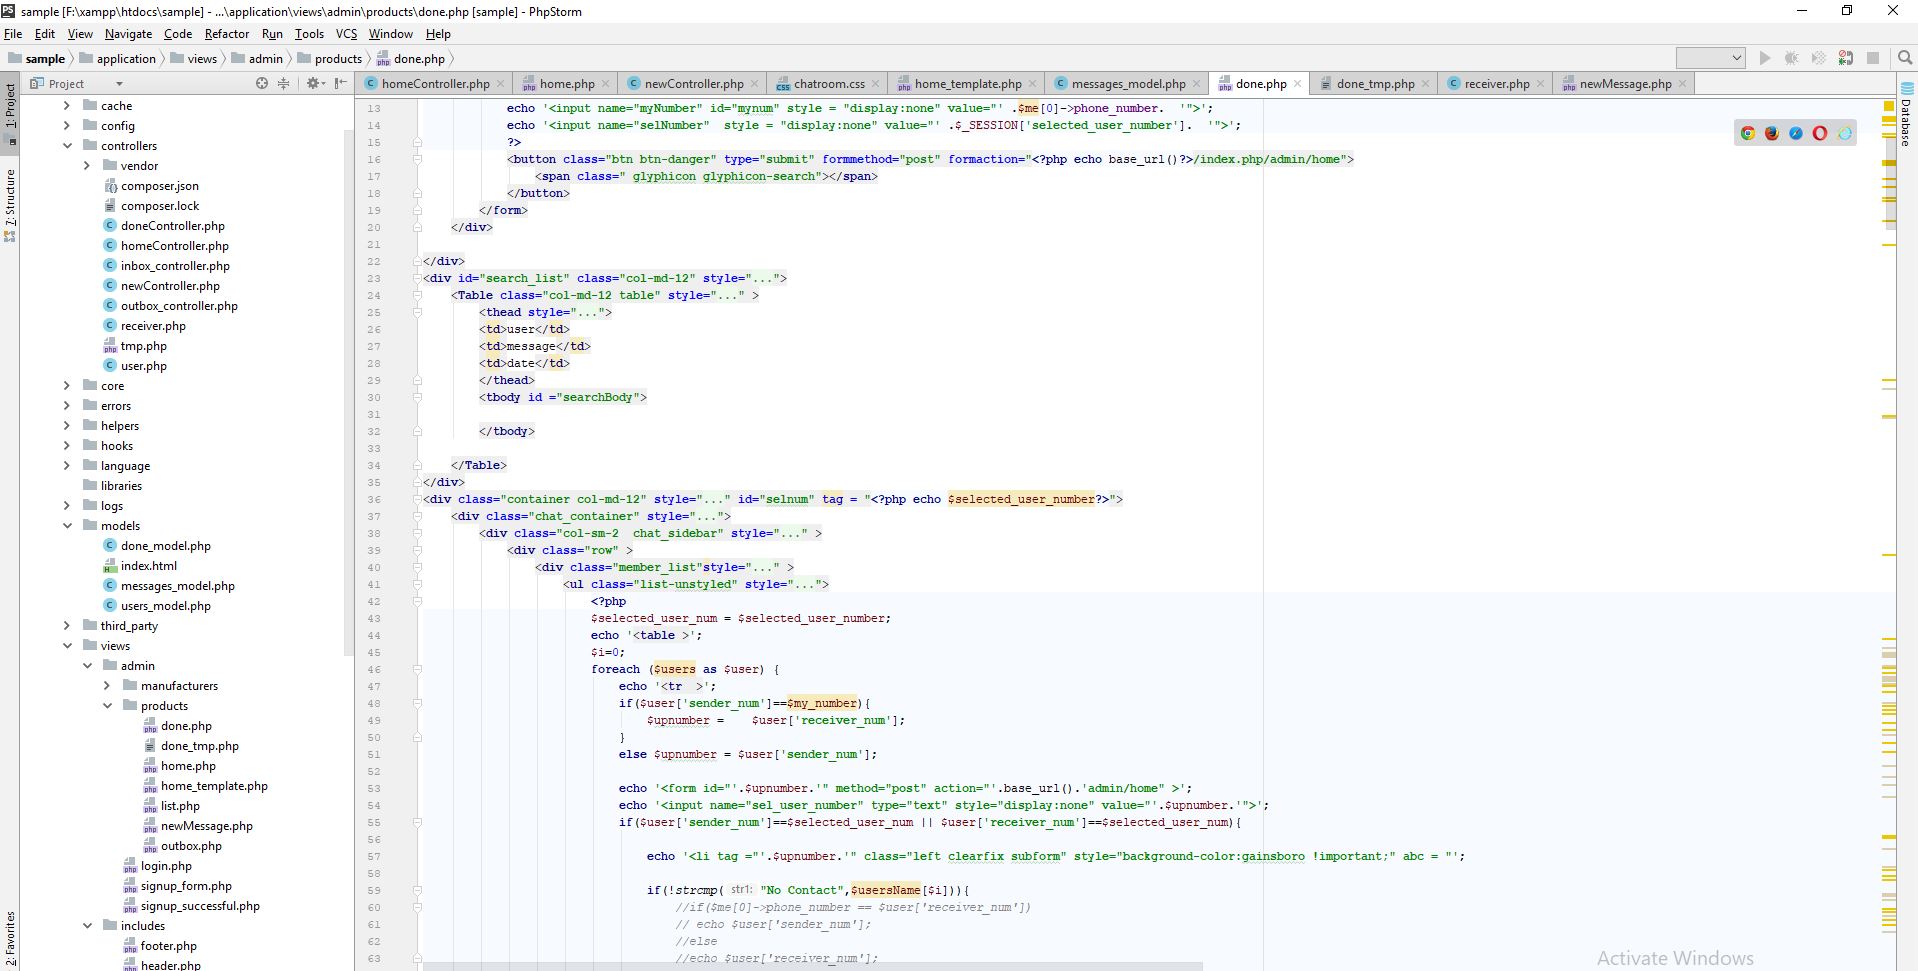 sample [F:\xampp\htdocs\sample] - ...\application\views\admin\products\done.php [sample] - PhpStorm
File Edit View Navigate Code Refactor Run Tools VCS Window Help
sample application views admin products done.php
Project
homeController.php home.php newController.php chatroom.css home_template.php messages_model.php done.php done_tmp.php receiver.php newMessage.php
1: Project
7: Structure
2: Favorites
Database
cache
config
controllers
vendor
composer.json
composer.lock
doneController.php
homeController.php
inbox_controller.php
newController.php
outbox_controller.php
receiver.php
tmp.php
user.php
core
errors
helpers
hooks
language
libraries
logs
models
done_model.php
index.html
messages_model.php
users_model.php
third_party
views
admin
manufacturers
products
done.php
done_tmp.php
home.php
home_template.php
list.php
newMessage.php
outbox.php
login.php
signup_form.php
signup_successful.php
includes
footer.php
header.php
13 echo '<input name="myNumber" id="mynum" style = "display:none" value="' .$me[0]->phone_number. '">';
14 echo '<input name="selNumber"  style = "display:none" value="' .$_SESSION['selected_user_number']. '">';
15 ?>
16 <button class="btn btn-danger" type="submit" formmethod="post" formaction="<?php echo base_url()?>/index.php/admin/home">
17 <span class=" glyphicon glyphicon-search"></span>
18 </button>
19 </form>
20 </div>
21
22 </div>
23 <div id="search_list" class="col-md-12" style="...">
24 <Table class="col-md-12 table" style="..." >
25 <thead style="...">
26 <td>user</td>
27 <td>message</td>
28 <td>date</td>
29 </thead>
30 <tbody id ="searchBody">
31
32 </tbody>
33
34 </Table>
35 </div>
36 <div class="container col-md-12" style="..." id="selnum" tag = "<?php echo $selected_user_number?>">
37 <div class="chat_container" style="...">
38 <div class="col-sm-2  chat_sidebar" style="..." >
39 <div class="row" >
40 <div class="member_list"style="..." >
41 <ul class="list-unstyled" style="...">
42 <?php
43 $selected_user_num = $selected_user_number;
44 echo '<table >';
45 $i=0;
46 foreach ($users as $user) {
47 echo '<tr  >';
48 if($user['sender_num']==$my_number){
49 $upnumber =    $user['receiver_num'];
50 }
51 else $upnumber = $user['sender_num'];
52
53 echo '<form id="'.$upnumber.'" method="post" action="'.base_url().'admin/home" >';
54 echo '<input name="sel_user_number" type="text" style="display:none" value="'.$upnumber.'">';
55 if($user['sender_num']==$selected_user_num || $user['receiver_num']==$selected_user_num){
56
57 echo '<li tag ="'.$upnumber.'" class="left clearfix subform" style="background-color:gainsboro !important;" abc = "';
58
59 if(!strcmp( str1: "No Contact",$usersName[$i])){
60 //if($me[0]->phone_number == $user['receiver_num'])
61 // echo $user['sender_num'];
62 //else
63 //echo $user['receiver_num'];
Activate Windows